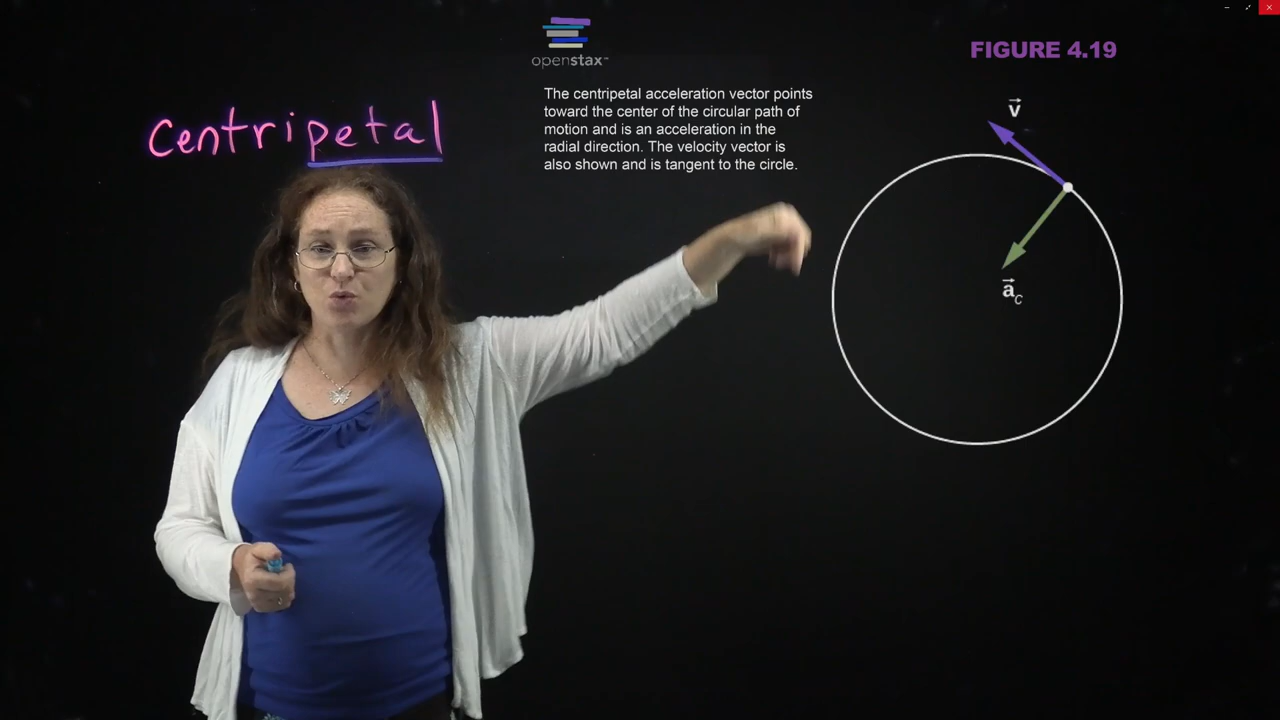 openstax™
FIGURE 4.19
centripetal
The centripetal acceleration vector points
toward the center of the circular path of
motion and is an acceleration in the
radial direction. The velocity vector is
also shown and is tangent to the circle.
v⃗
a⃗c